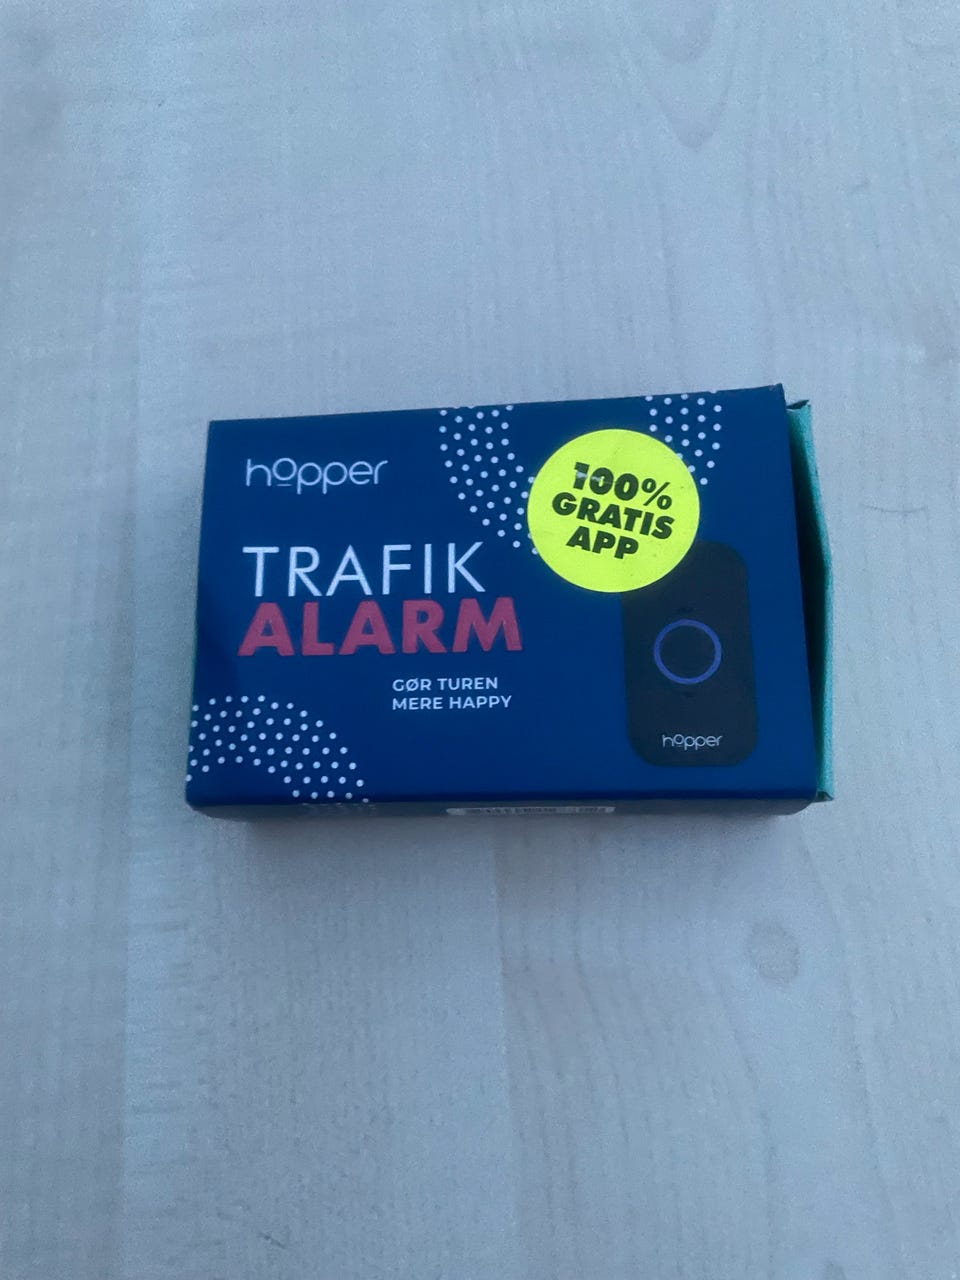 hopper
TRAFIK
ALARM
GØR TUREN
MERE HAPPY
100%
GRATIS
APP
hopper